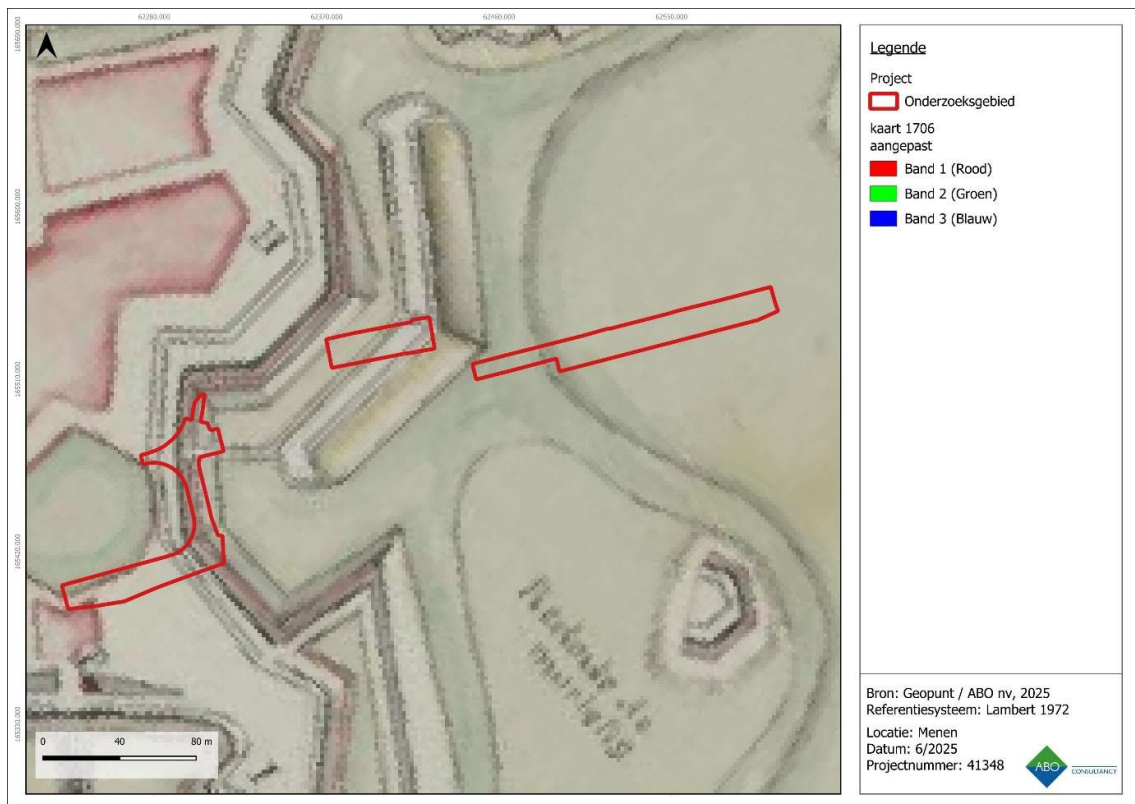 62280.000 62370.000 62460.000 62550.000
165690.000
165600.000
165510.000
165420.000
165330.000
0 40 80 m
Legende
Project
Onderzoeksgebied
kaart 1706
aangepast
Band 1 (Rood)
Band 2 (Groen)
Band 3 (Blauw)
Bron: Geopunt / ABO nv, 2025
Referentiesysteem: Lambert 1972
Locatie: Menen
Datum: 6/2025
Projectnummer: 41348
ABO CONSULTANCY